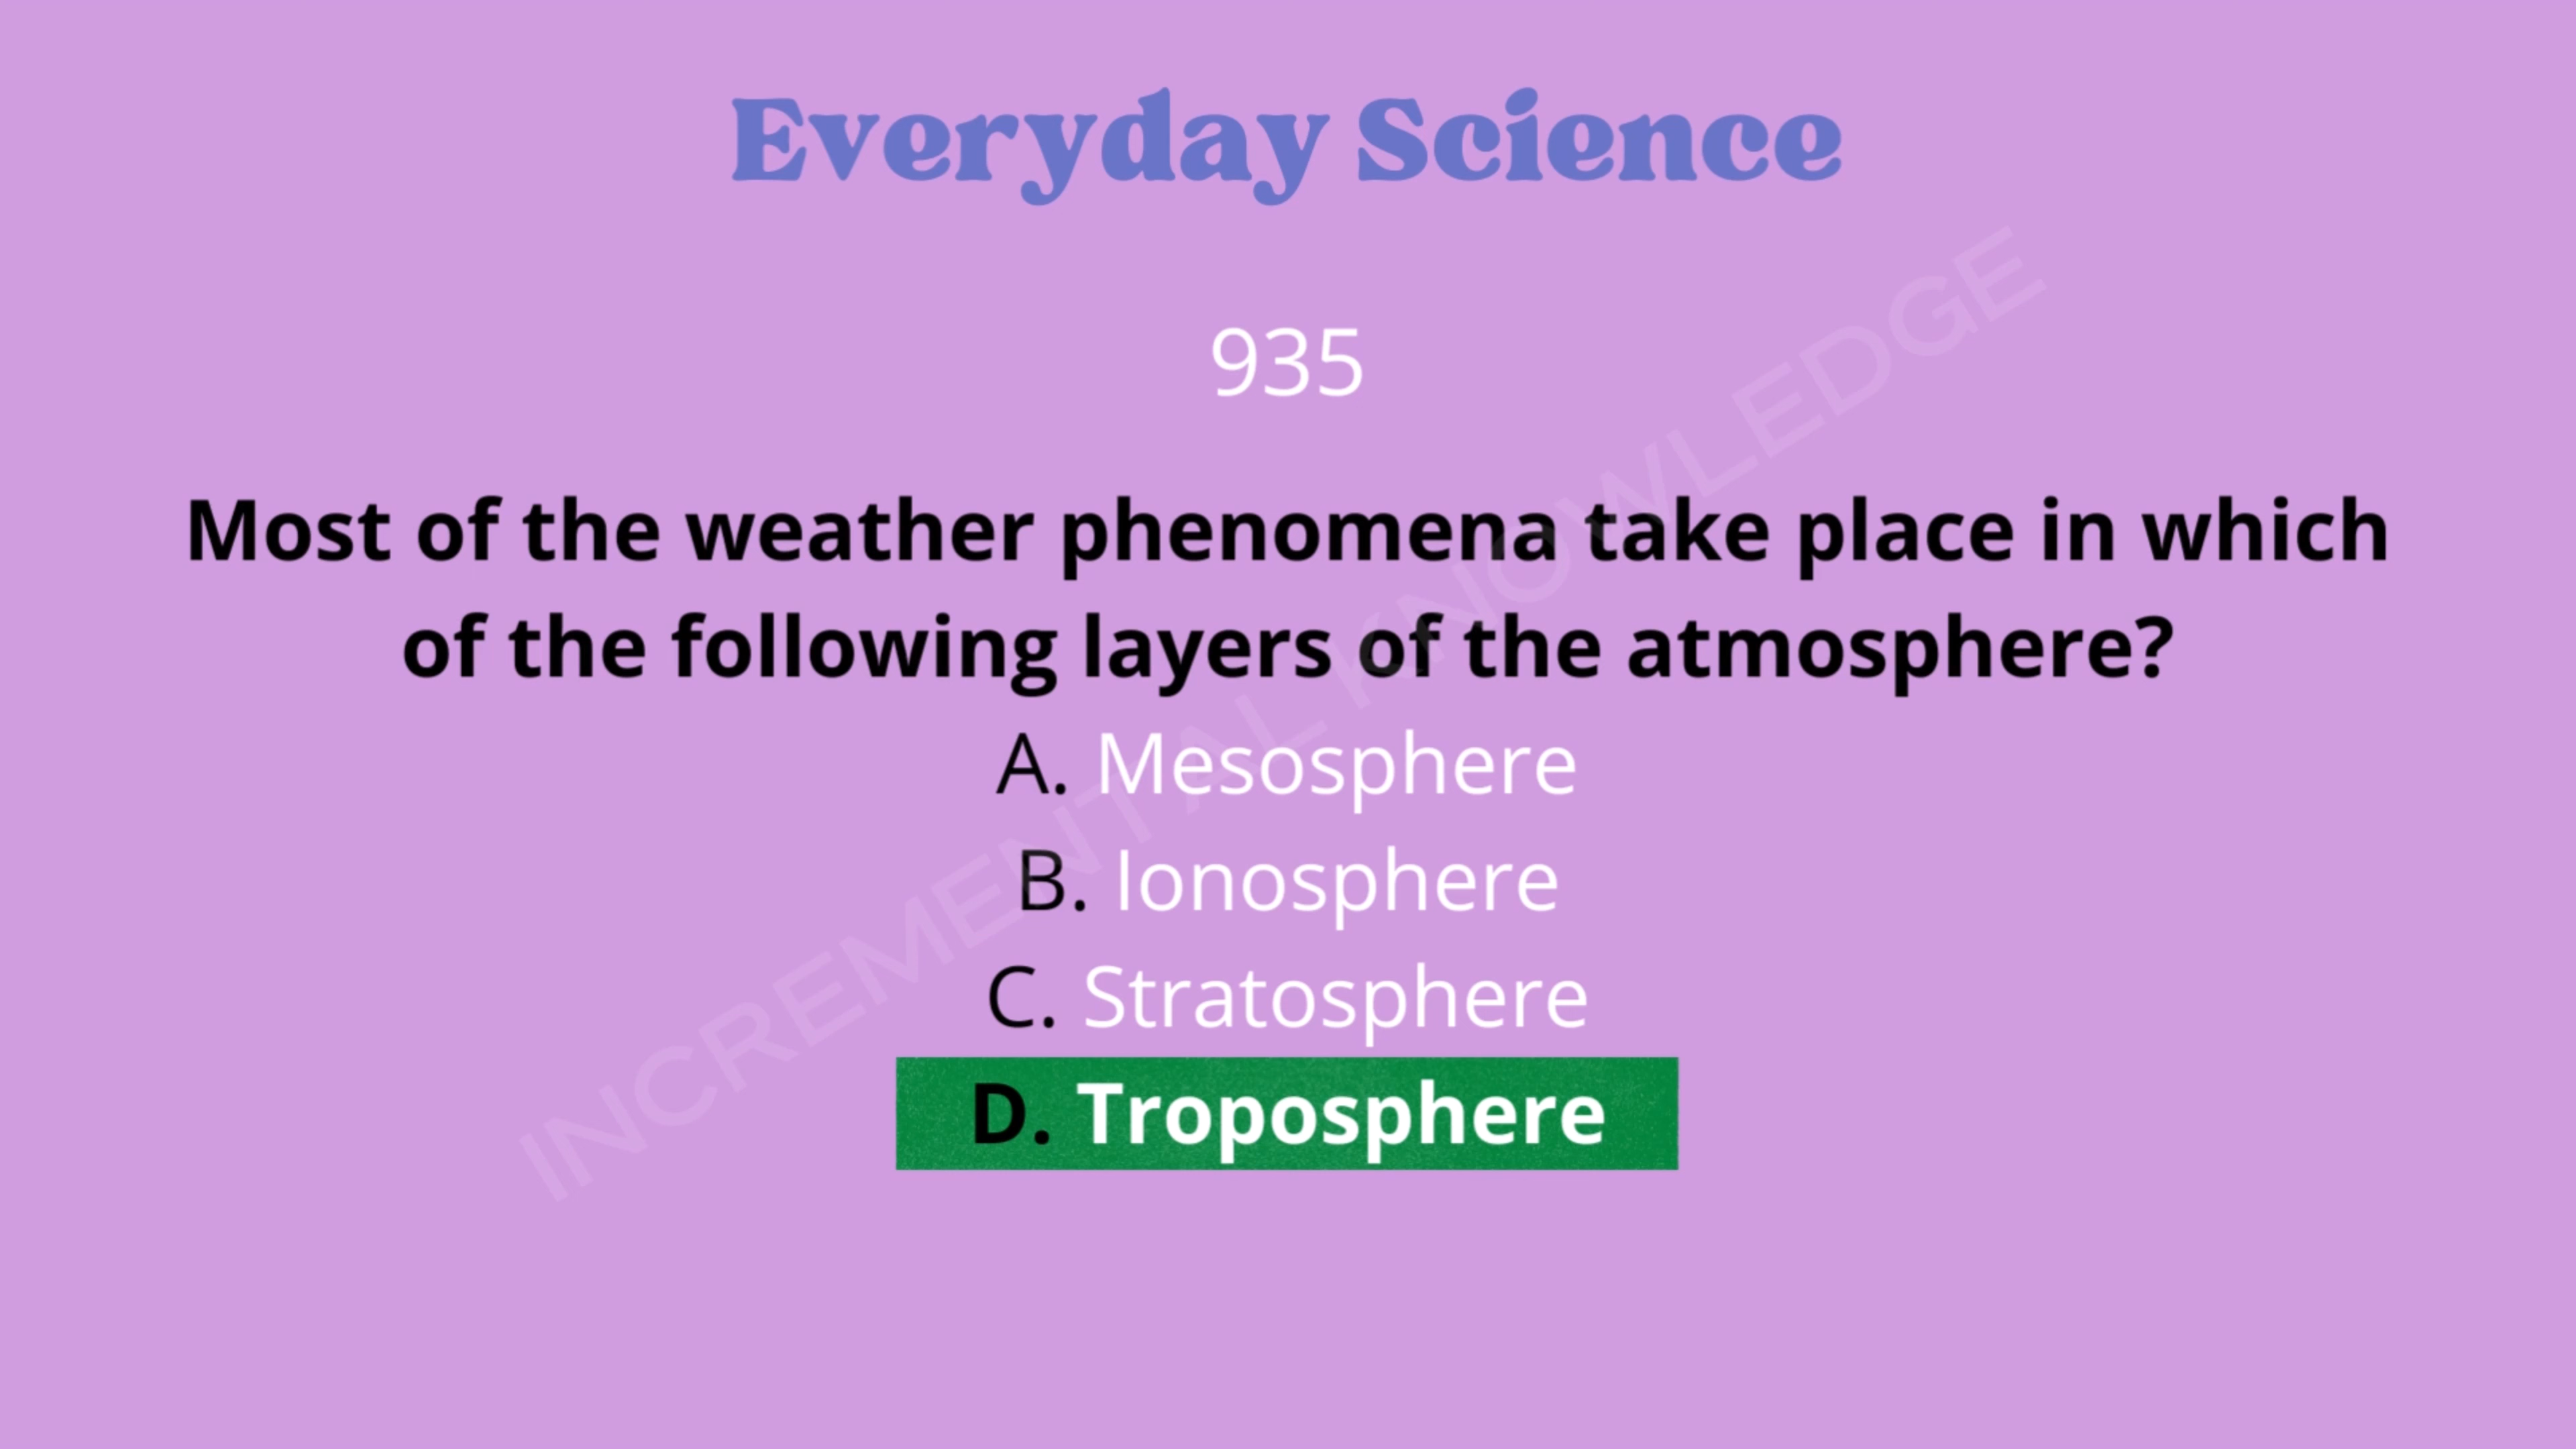 Everyday Science
935
Most of the weather phenomena take place in which
of the following layers of the atmosphere?
A. Mesosphere
B. Ionosphere
C. Stratosphere
D. Troposphere
INCREMENTAL KNOWLEDGE